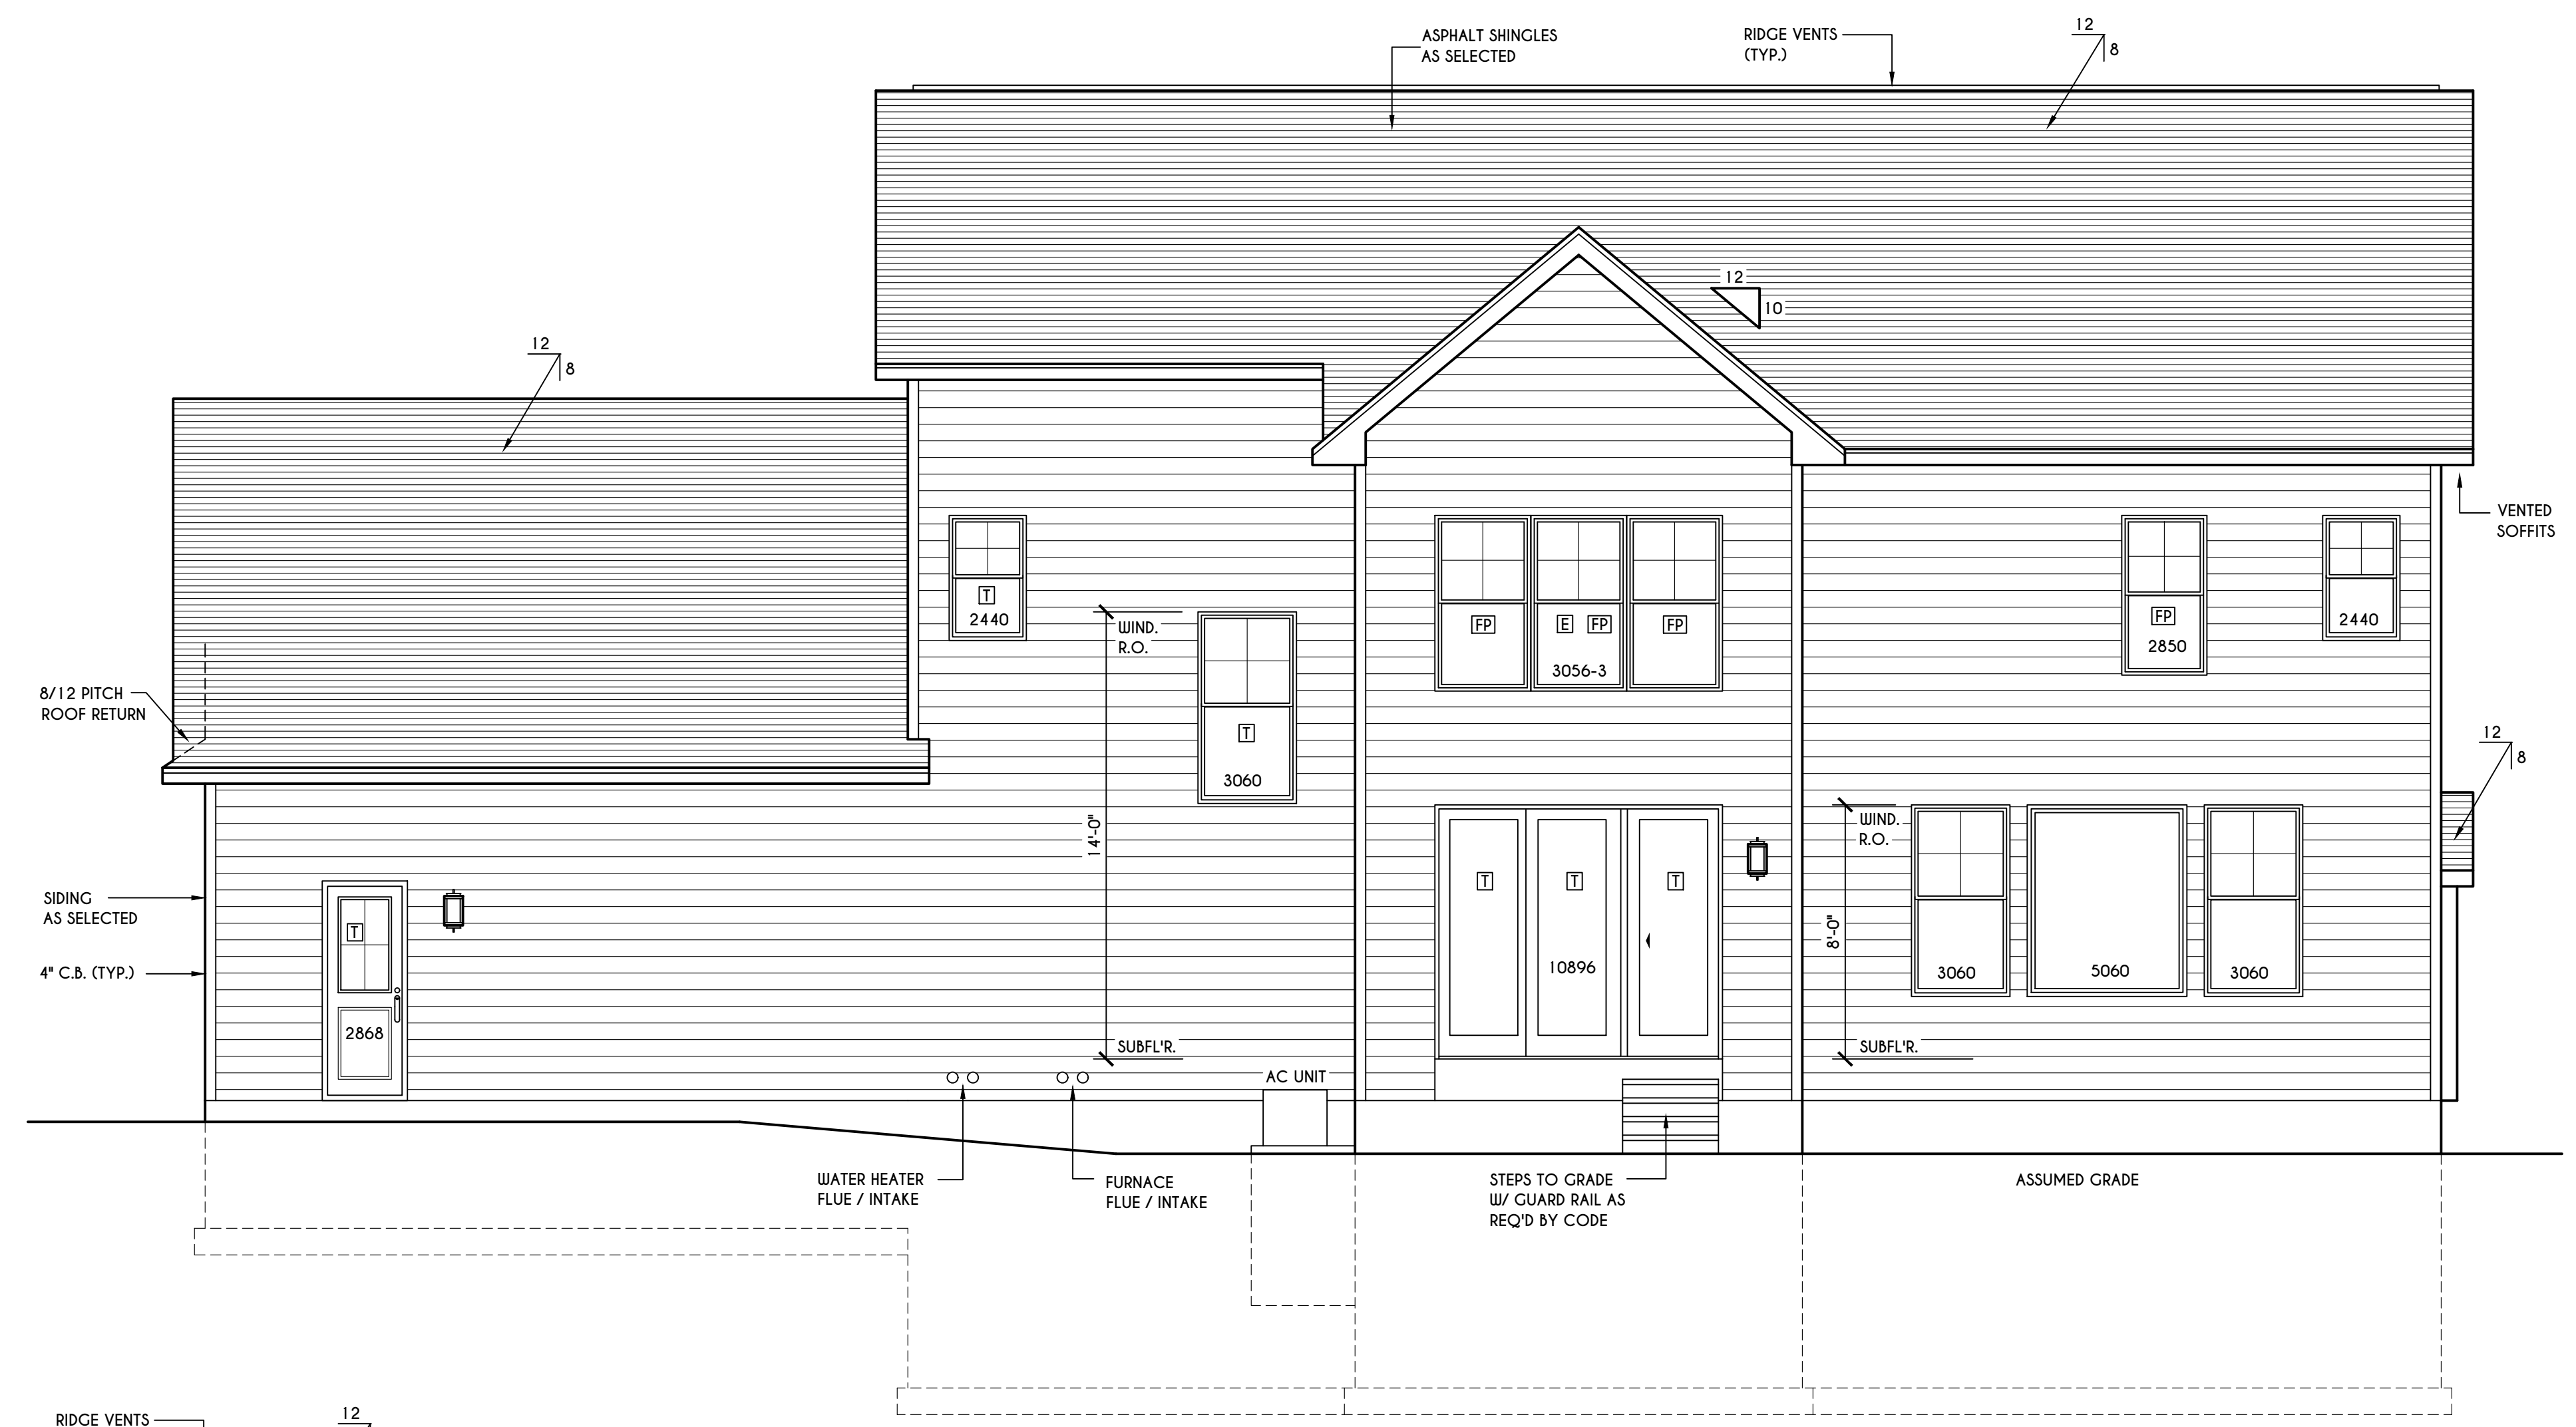 ASPHALT SHINGLES
AS SELECTED
RIDGE VENTS
(TYP.)
12
8
12
10
12
8
VENTED
SOFFITS
T
2440
WIND.
R.O.
FP
E FP
FP
3056-3
FP
2850
2440
8/12 PITCH
ROOF RETURN
T
3060
12
8
14'-0"
WIND.
R.O.
8'-0"
SIDING
AS SELECTED
4" C.B. (TYP.)
T
2868
T
T
T
10896
3060
5060
3060
SUBFL'R.
SUBFL'R.
AC UNIT
WATER HEATER
FLUE / INTAKE
FURNACE
FLUE / INTAKE
STEPS TO GRADE
W/ GUARD RAIL AS
REQ'D BY CODE
ASSUMED GRADE
RIDGE VENTS
12